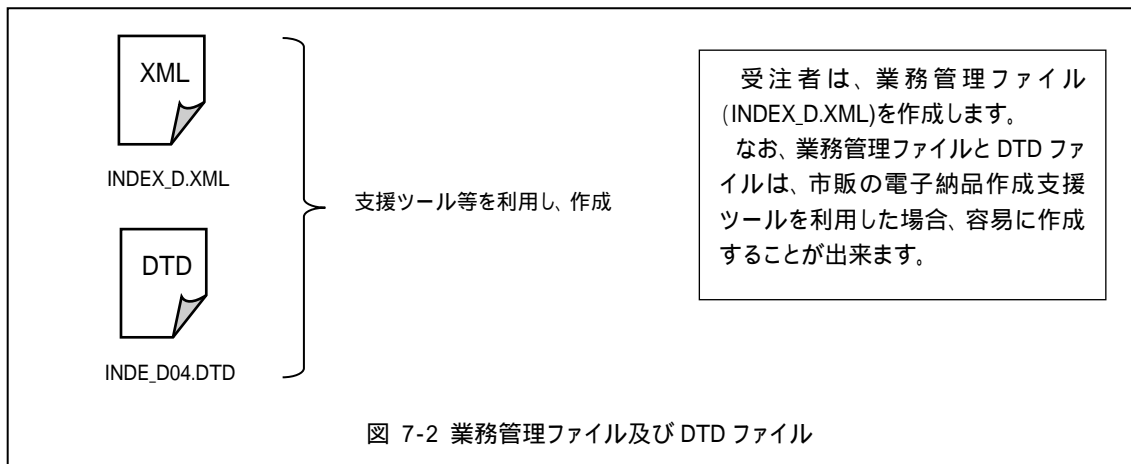 XML
INDEX_D.XML
DTD
INDE_D04.DTD
支援ツール等を利用し、作成
受注者は、業務管理ファイル
(INDEX_D.XML)を作成します。
なお、業務管理ファイルと DTD ファ
イルは、市販の電子納品作成支援
ツールを利用した場合、容易に作成
することが出来ます。
図 7-2 業務管理ファイル及び DTD ファイル